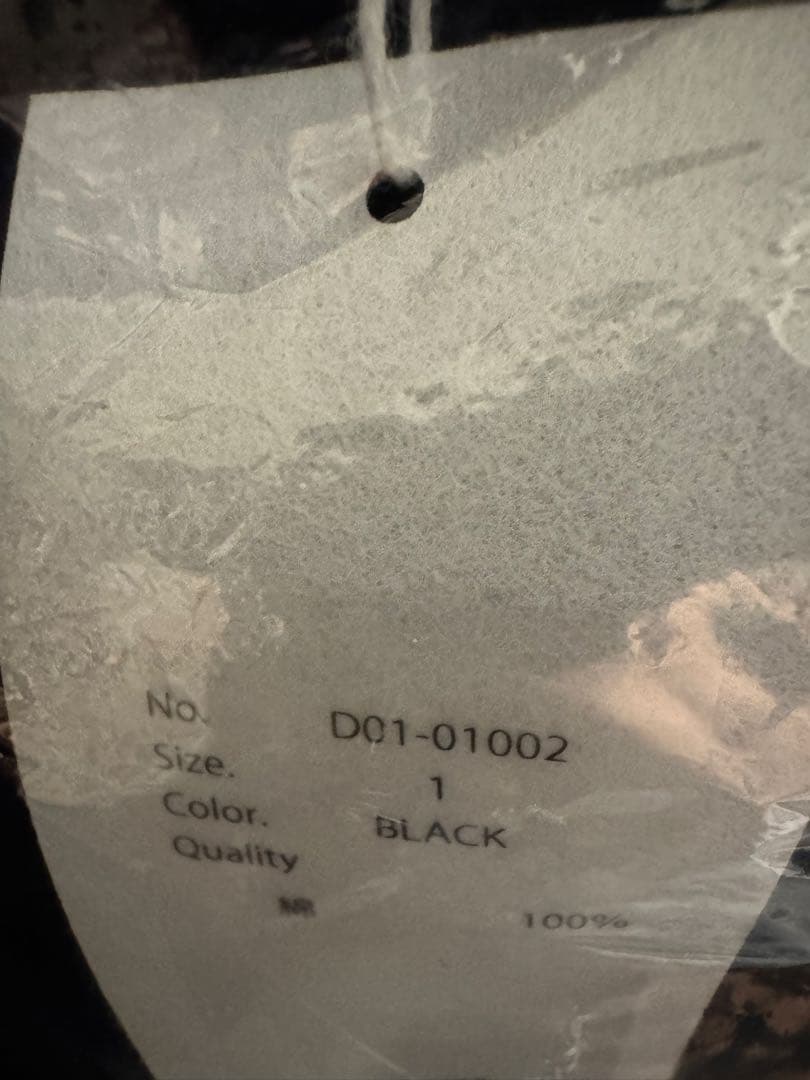 No. D01-01002
Size. 1
Color. BLACK
Quality
100%